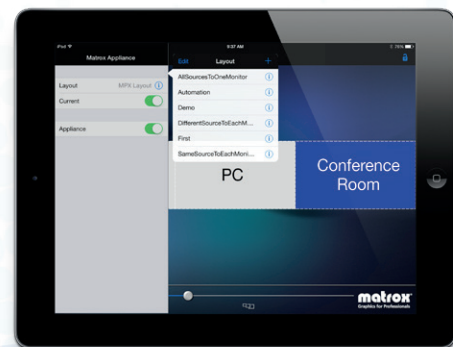 iPad
9:37 AM
Matrox Appliance
Edit
Layout
+
Layout
MPK Layout
Current
Appliance
AllSourcesToOneMonitor
Automation
Demo
DifferentSourceToEachM...
First
SameSourceToEachMoni...
PC
Conference
Room
matrox
Graphics for Professionals